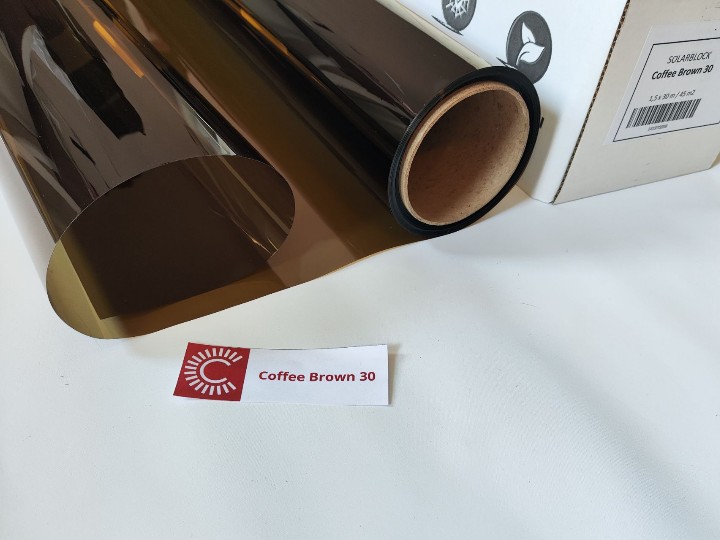 SOLARBLOCK
Coffee Brown 30
1,5 x 30 m / 45 m2
C
Coffee Brown 30